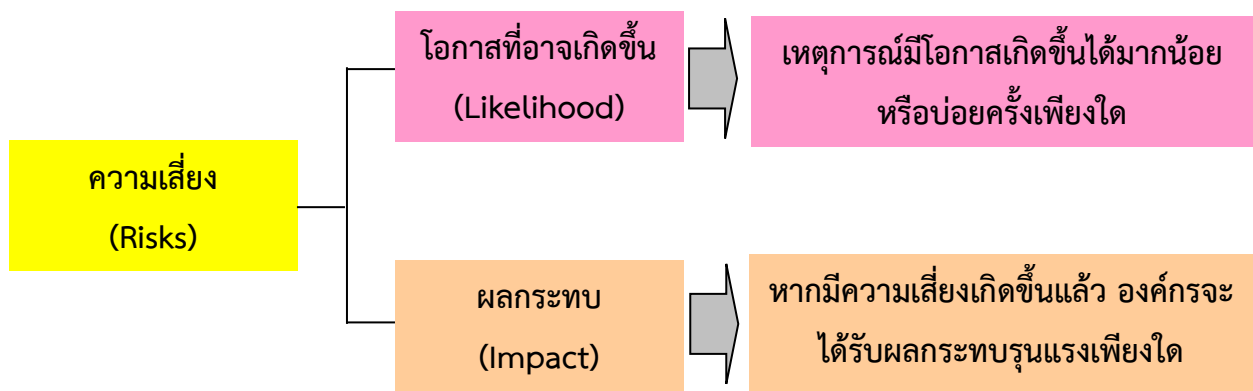 ความเสี่ยง
(Risks)
โอกาสที่อาจเกิดขึ้น
(Likelihood)
เหตุการณ์มีโอกาสเกิดขึ้นได้มากน้อย
หรือบ่อยครั้งเพียงใด
ผลกระทบ
(Impact)
หากมีความเสี่ยงเกิดขึ้นแล้ว องค์กรจะ
ได้รับผลกระทบรุนแรงเพียงใด